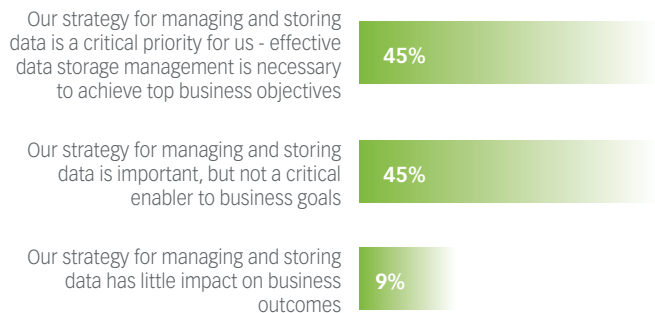 Our strategy for managing and storing
data is a critical priority for us - effective
data storage management is necessary
to achieve top business objectives
45%
Our strategy for managing and storing
data is important, but not a critical
enabler to business goals
45%
Our strategy for managing and storing
data has little impact on business
outcomes
9%